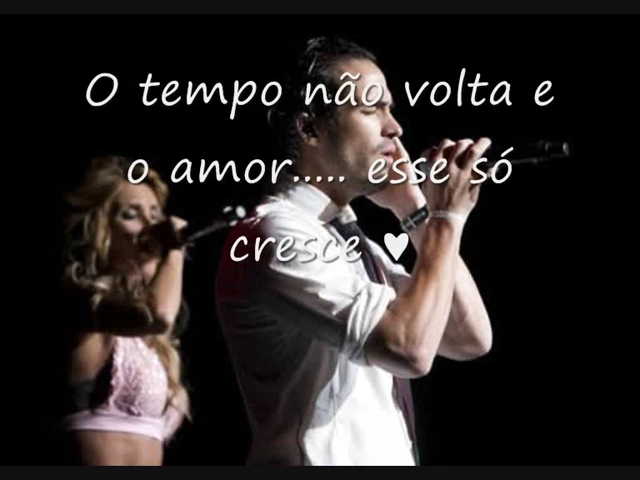 O tempo não volta e
o amor..... esse só
cresce ♥